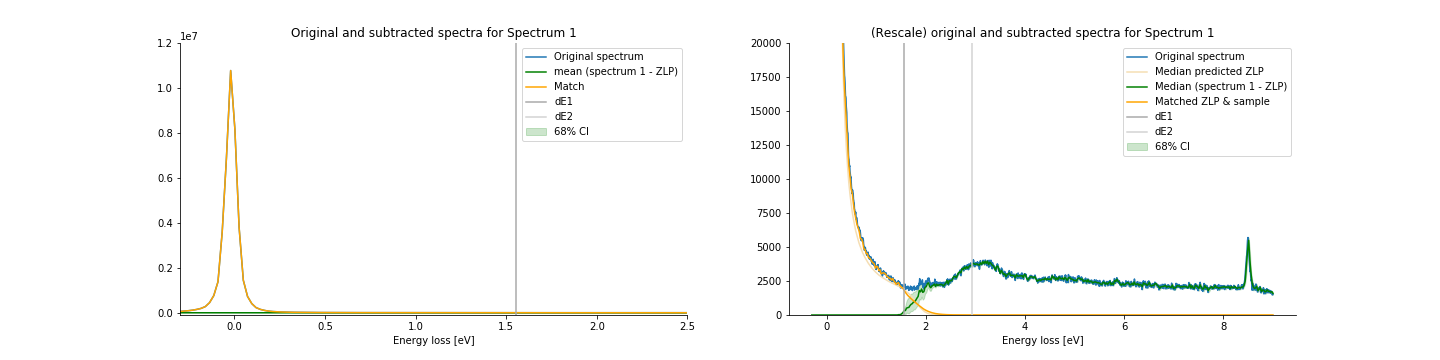 Original and subtracted spectra for Spectrum 1
1e7
1.2
1.0
0.8
0.6
0.4
0.2
0.0
0.0
0.5
1.0
1.5
2.0
2.5
Energy loss [eV]
Original spectrum
mean (spectrum 1 - ZLP)
Match
dE1
dE2
68% CI
(Rescale) original and subtracted spectra for Spectrum 1
20000
17500
15000
12500
10000
7500
5000
2500
0
0
2
4
6
8
Energy loss [eV]
Original spectrum
Median predicted ZLP
Median (spectrum 1 - ZLP)
Matched ZLP & sample
dE1
dE2
68% CI